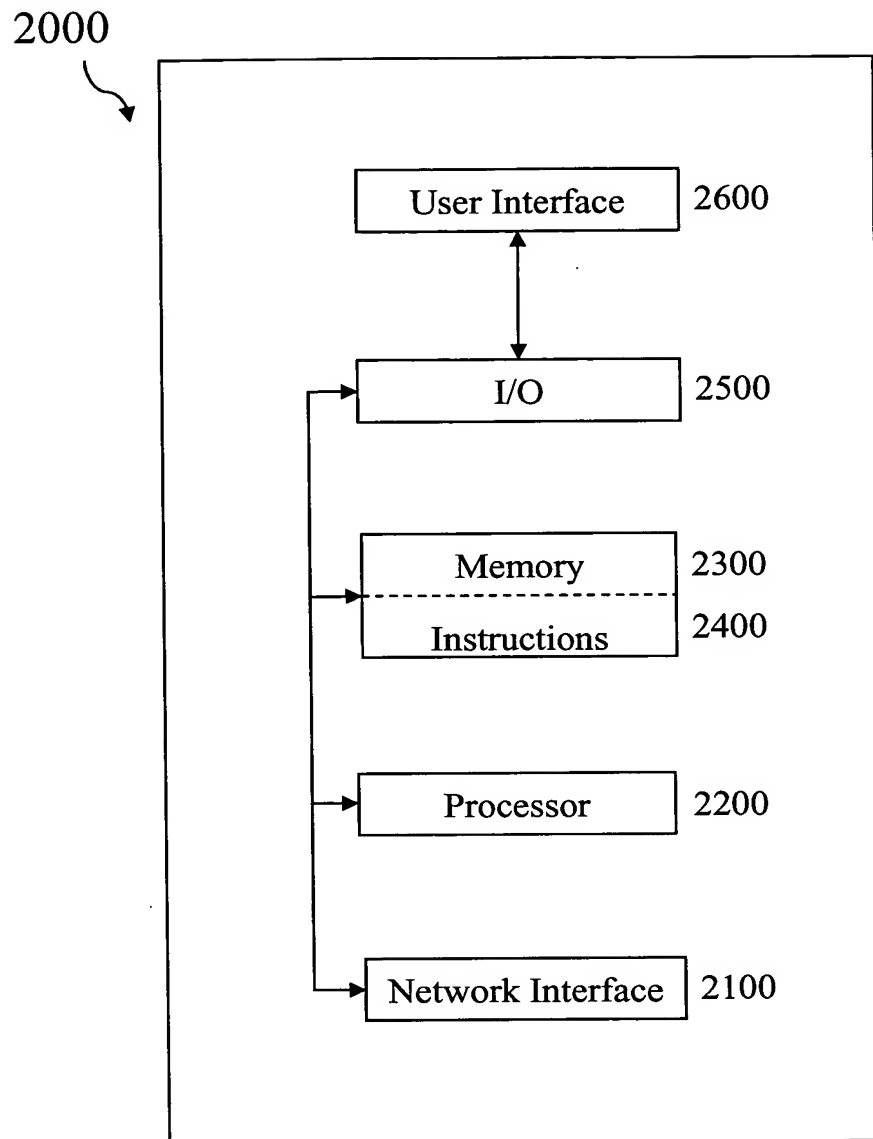 2000
User Interface 2600
I/O 2500
Memory 2300
Instructions 2400
Processor 2200
Network Interface 2100